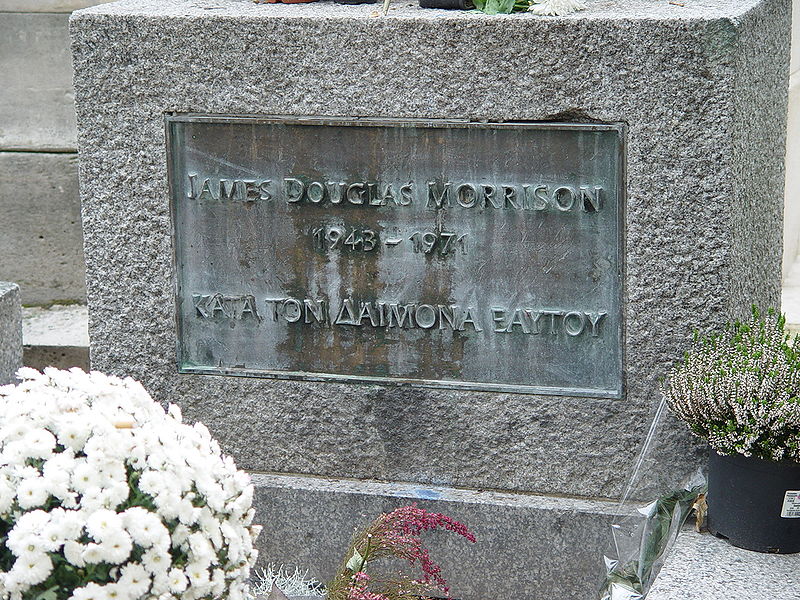 JAMES DOUGLAS MORRISON
1943 – 1971
ΚΑΤΑ ΤΟΝ ΔΑΙΜΟΝΑ ΕΑΥΤΟΥ